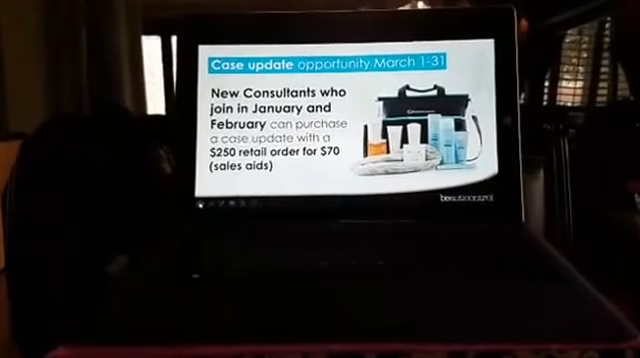 Case update opportunity March 1-31
New Consultants who
join in January and
February can purchase
a case update with a
$250 retail order for $70
(sales aids)
beauticontrol